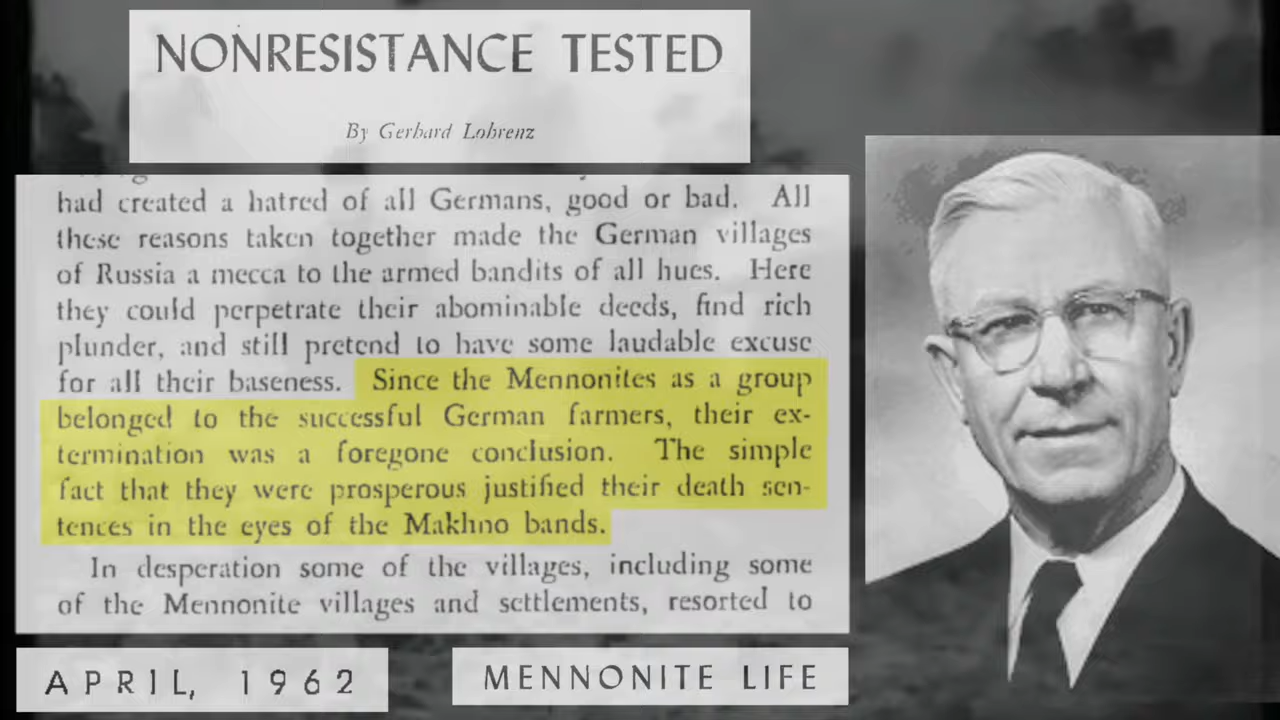 NONRESISTANCE TESTED
By Gerhard Lohrenz
had created a hatred of all Germans, good or bad. All
these reasons taken together made the German villages
of Russia a mecca to the armed bandits of all hues. Here
they could perpetrate their abominable deeds, find rich
plunder, and still pretend to have some laudable excuse
for all their baseness. Since the Mennonites as a group
belonged to the successful German farmers, their ex-
termination was a foregone conclusion. The simple
fact that they were prosperous justified their death sen-
tences in the eyes of the Makhno bands.
In desperation some of the villages, including some
of the Mennonite villages and settlements, resorted to
APRIL, 1962
MENNONITE LIFE